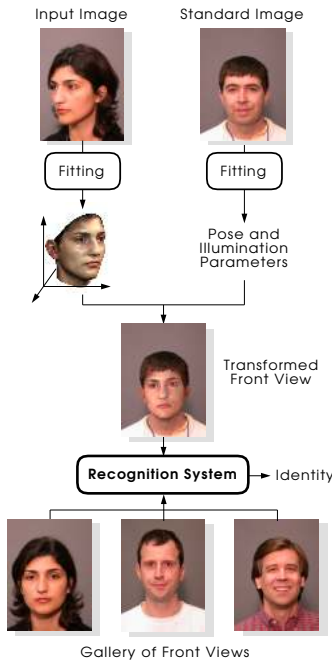 Input Image
Standard Image
Fitting
Fitting
Pose and
Illumination
Parameters
Transformed
Front View
Recognition System
Identity
Gallery of Front Views